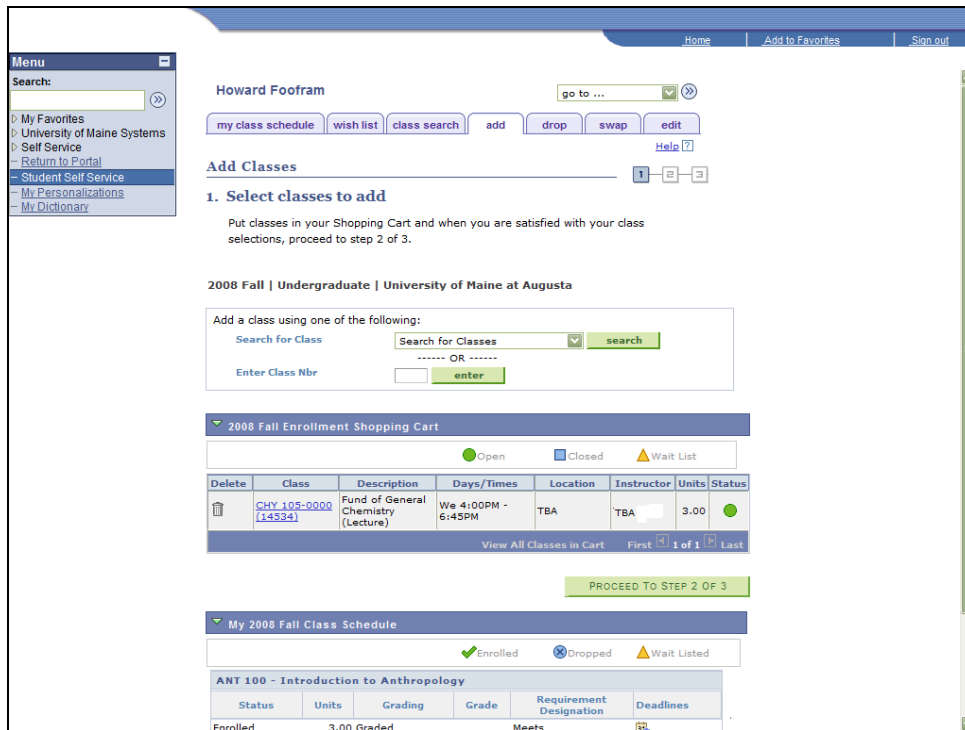 Home Add to Favorites Sign out
Menu
Search:
My Favorites
University of Maine Systems
Self Service
Return to Portal
Student Self Service
My Personalizations
My Dictionary
Howard Foofram
go to ...
my class schedule wish list class search add drop swap edit
Help ?
Add Classes
1 2 3
1. Select classes to add
Put classes in your Shopping Cart and when you are satisfied with your class
selections, proceed to step 2 of 3.
2008 Fall | Undergraduate | University of Maine at Augusta
Add a class using one of the following:
Search for Class Search for Classes search
------ OR ------
Enter Class Nbr enter
2008 Fall Enrollment Shopping Cart
Open Closed Wait List
Delete Class Description Days/Times Location Instructor Units Status
CHY 105-0000 (14534) Fund of General Chemistry (Lecture) We 4:00PM - 6:45PM TBA TBA 3.00
View All Classes in Cart First 1 of 1 Last
PROCEED TO STEP 2 OF 3
My 2008 Fall Class Schedule
Enrolled Dropped Wait Listed
ANT 100 - Introduction to Anthropology
Status Units Grading Grade Requirement Designation Deadlines
Enrolled 3.00 Graded Meets